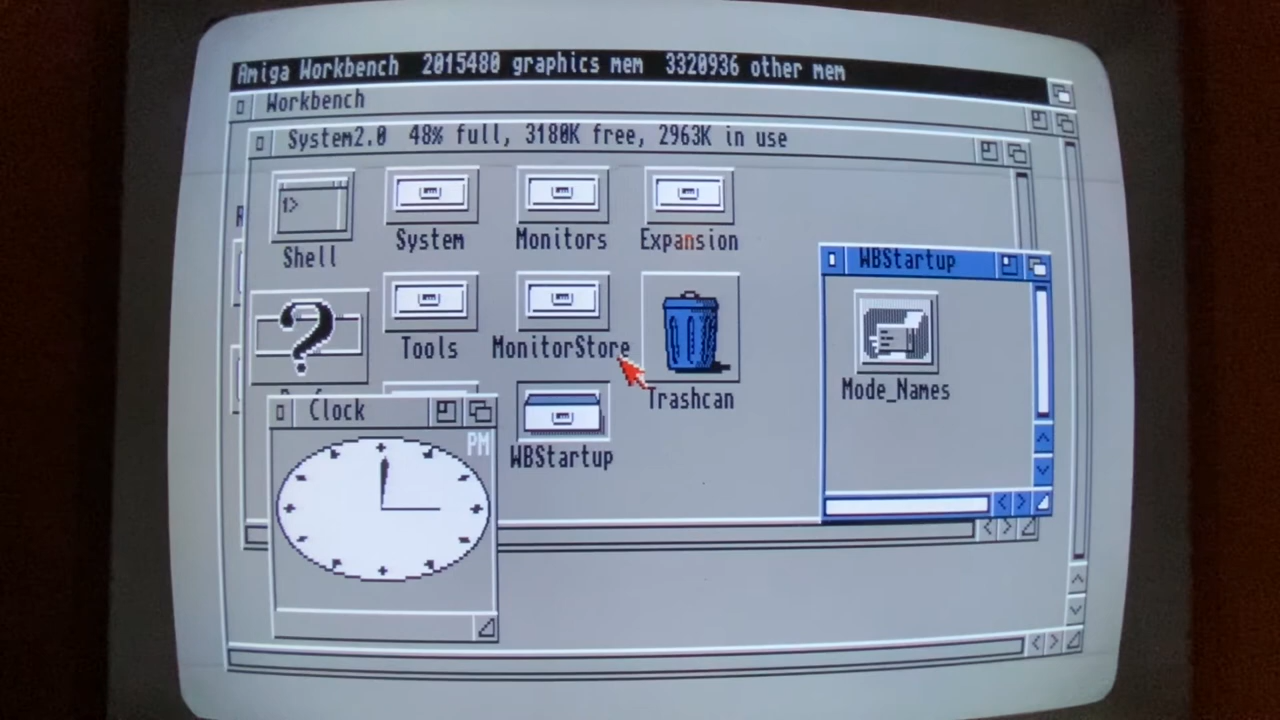 Amiga Workbench 2015480 graphics mem 3320936 other mem
Workbench
System2.0 48% full, 3180K free, 2963K in use
1>
Shell
System
Monitors
Expansion
WBStartup
Tools
MonitorStore
Trashcan
Mode_Names
Clock
PM
WBStartup